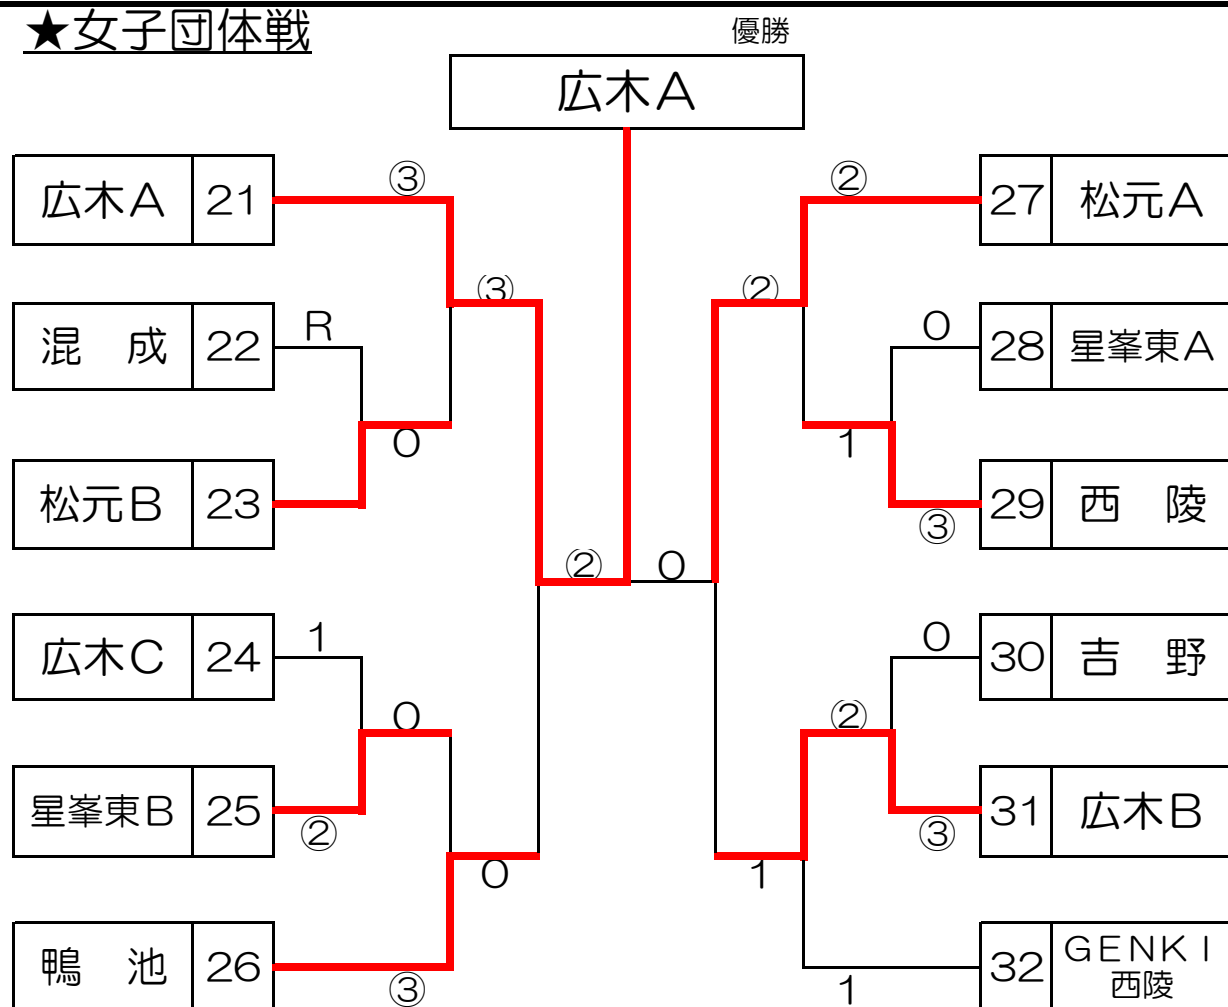 ★女子団体戦
優勝
広木A
広木A 21 ③ ② 27 松元A
③ ②
混 成 22 R 0 28 星峯東A
0 1
松元B 23 29 西 陵
③
② 0
広木C 24 1 0 30 吉 野
0 ②
星峯東B 25 31 広木B
② ③
0 1
鴨 池 26 32 GENKI
西陵
③ 1